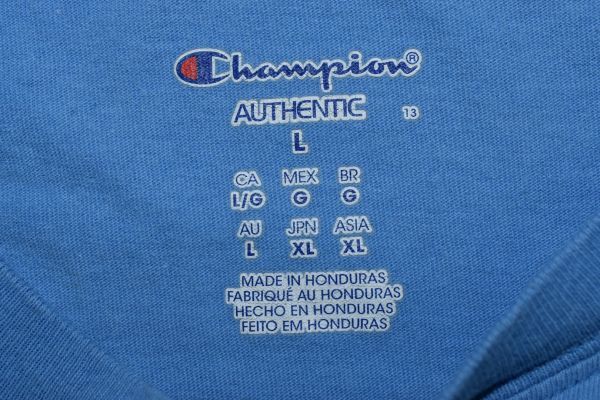 Champion®
AUTHENTIC 13
L
CA MEX BR
L/G G G
AU JPN ASIA
L XL XL
MADE IN HONDURAS
FABRIQUÉ AU HONDURAS
HECHO EN HONDURAS
FEITO EM HONDURAS